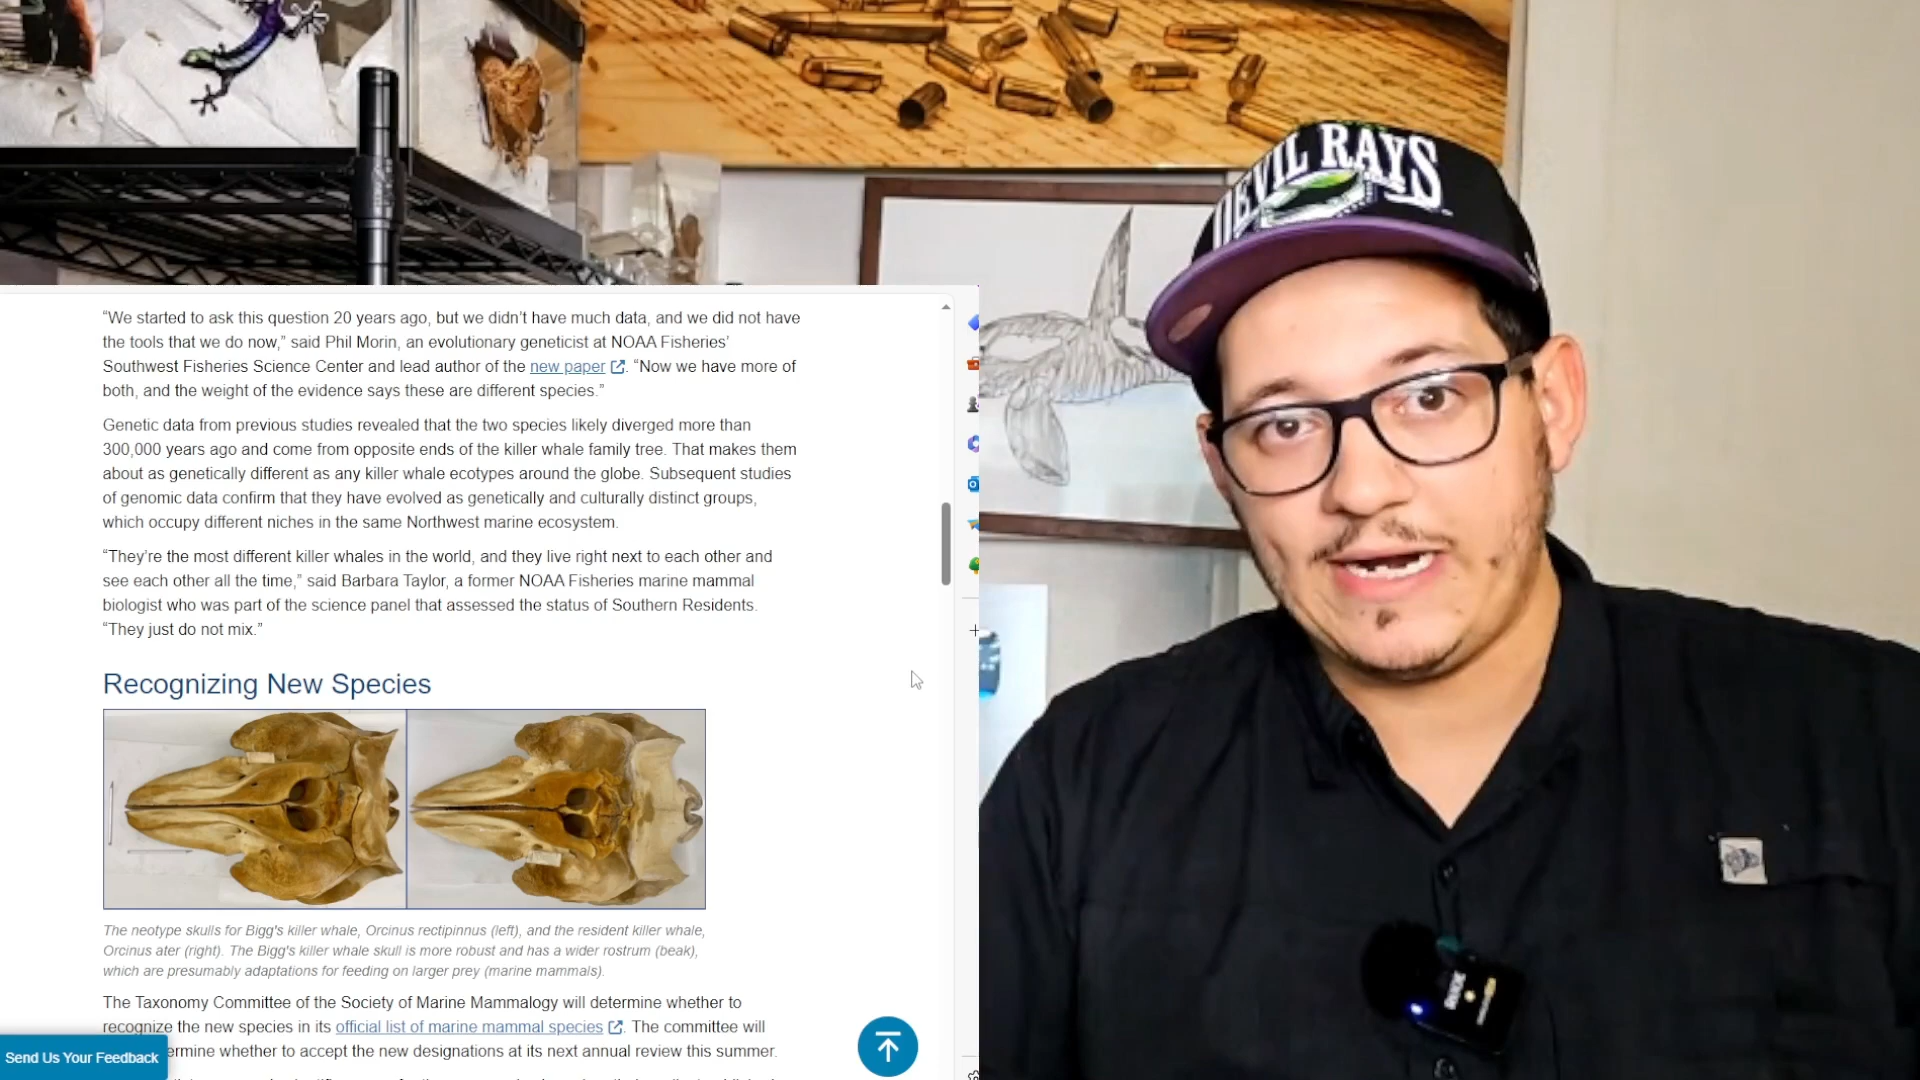 DEVIL RAYS
“We started to ask this question 20 years ago, but we didn’t have much data, and we did not have
the tools that we do now,” said Phil Morin, an evolutionary geneticist at NOAA Fisheries’
Southwest Fisheries Science Center and lead author of the new paper. “Now we have more of
both, and the weight of the evidence says these are different species.”
Genetic data from previous studies revealed that the two species likely diverged more than
300,000 years ago and come from opposite ends of the killer whale family tree. That makes them
about as genetically different as any killer whale ecotypes around the globe. Subsequent studies
of genomic data confirm that they have evolved as genetically and culturally distinct groups,
which occupy different niches in the same Northwest marine ecosystem.
“They’re the most different killer whales in the world, and they live right next to each other and
see each other all the time,” said Barbara Taylor, a former NOAA Fisheries marine mammal
biologist who was part of the science panel that assessed the status of Southern Residents.
“They just do not mix.”
Recognizing New Species
The neotype skulls for Bigg's killer whale, Orcinus rectipinnus (left), and the resident killer whale,
Orcinus ater (right). The Bigg's killer whale skull is more robust and has a wider rostrum (beak),
which are presumably adaptations for feeding on larger prey (marine mammals).
The Taxonomy Committee of the Society of Marine Mammalogy will determine whether to
recognize the new species in its official list of marine mammal species. The committee will
ermine whether to accept the new designations at its next annual review this summer.
Send Us Your Feedback
RODE